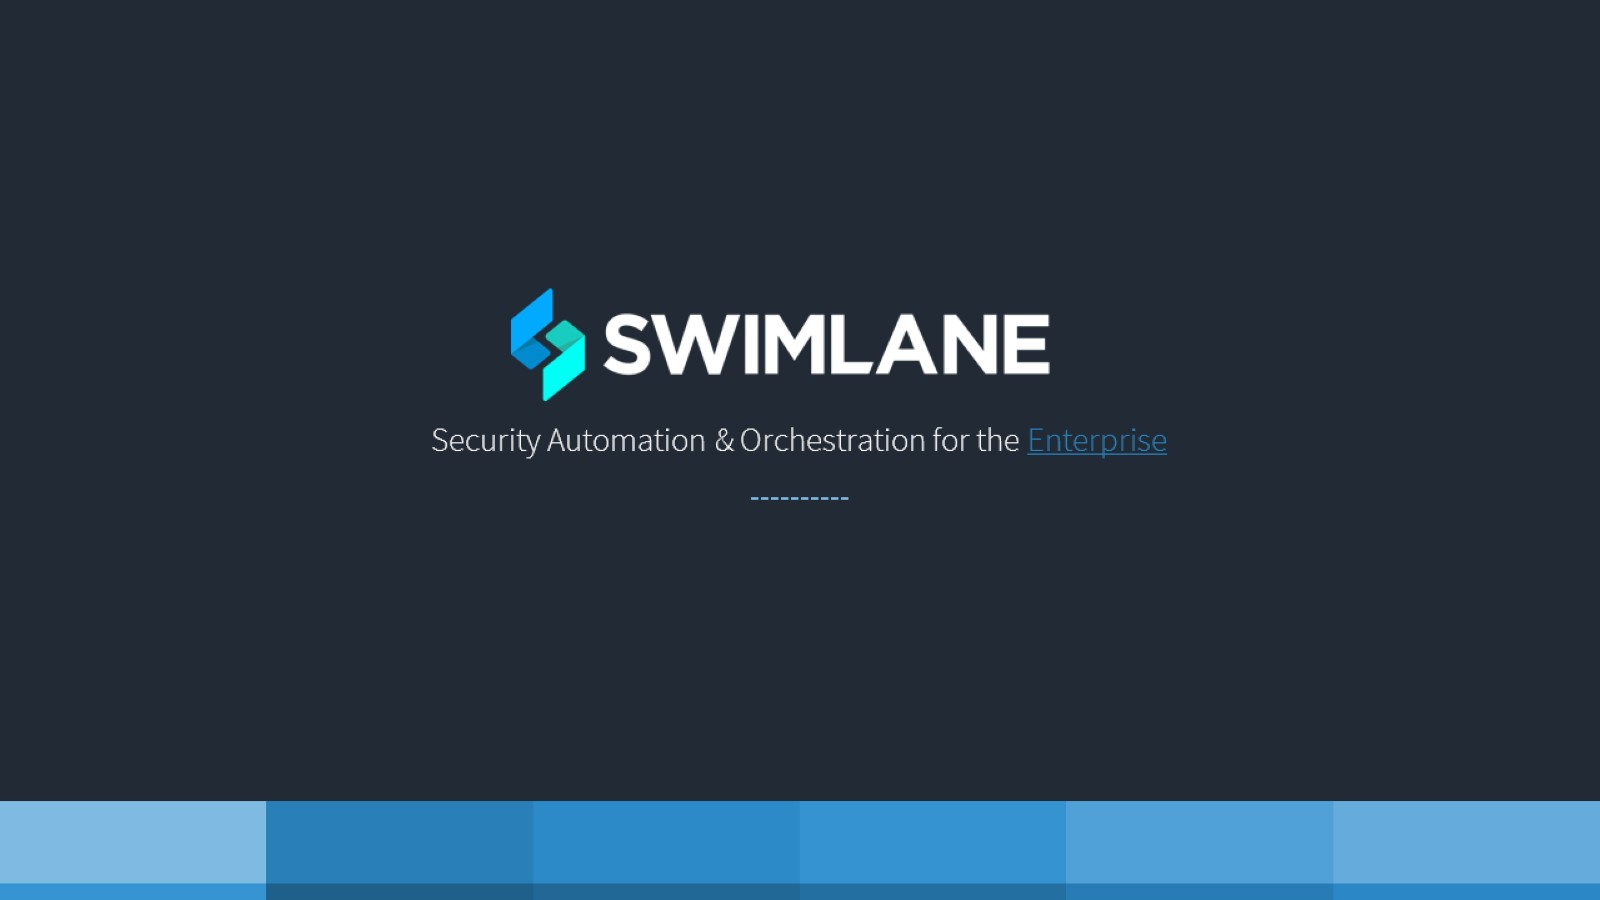 SWIMLANE
Security Automation & Orchestration for the Enterprise
----------